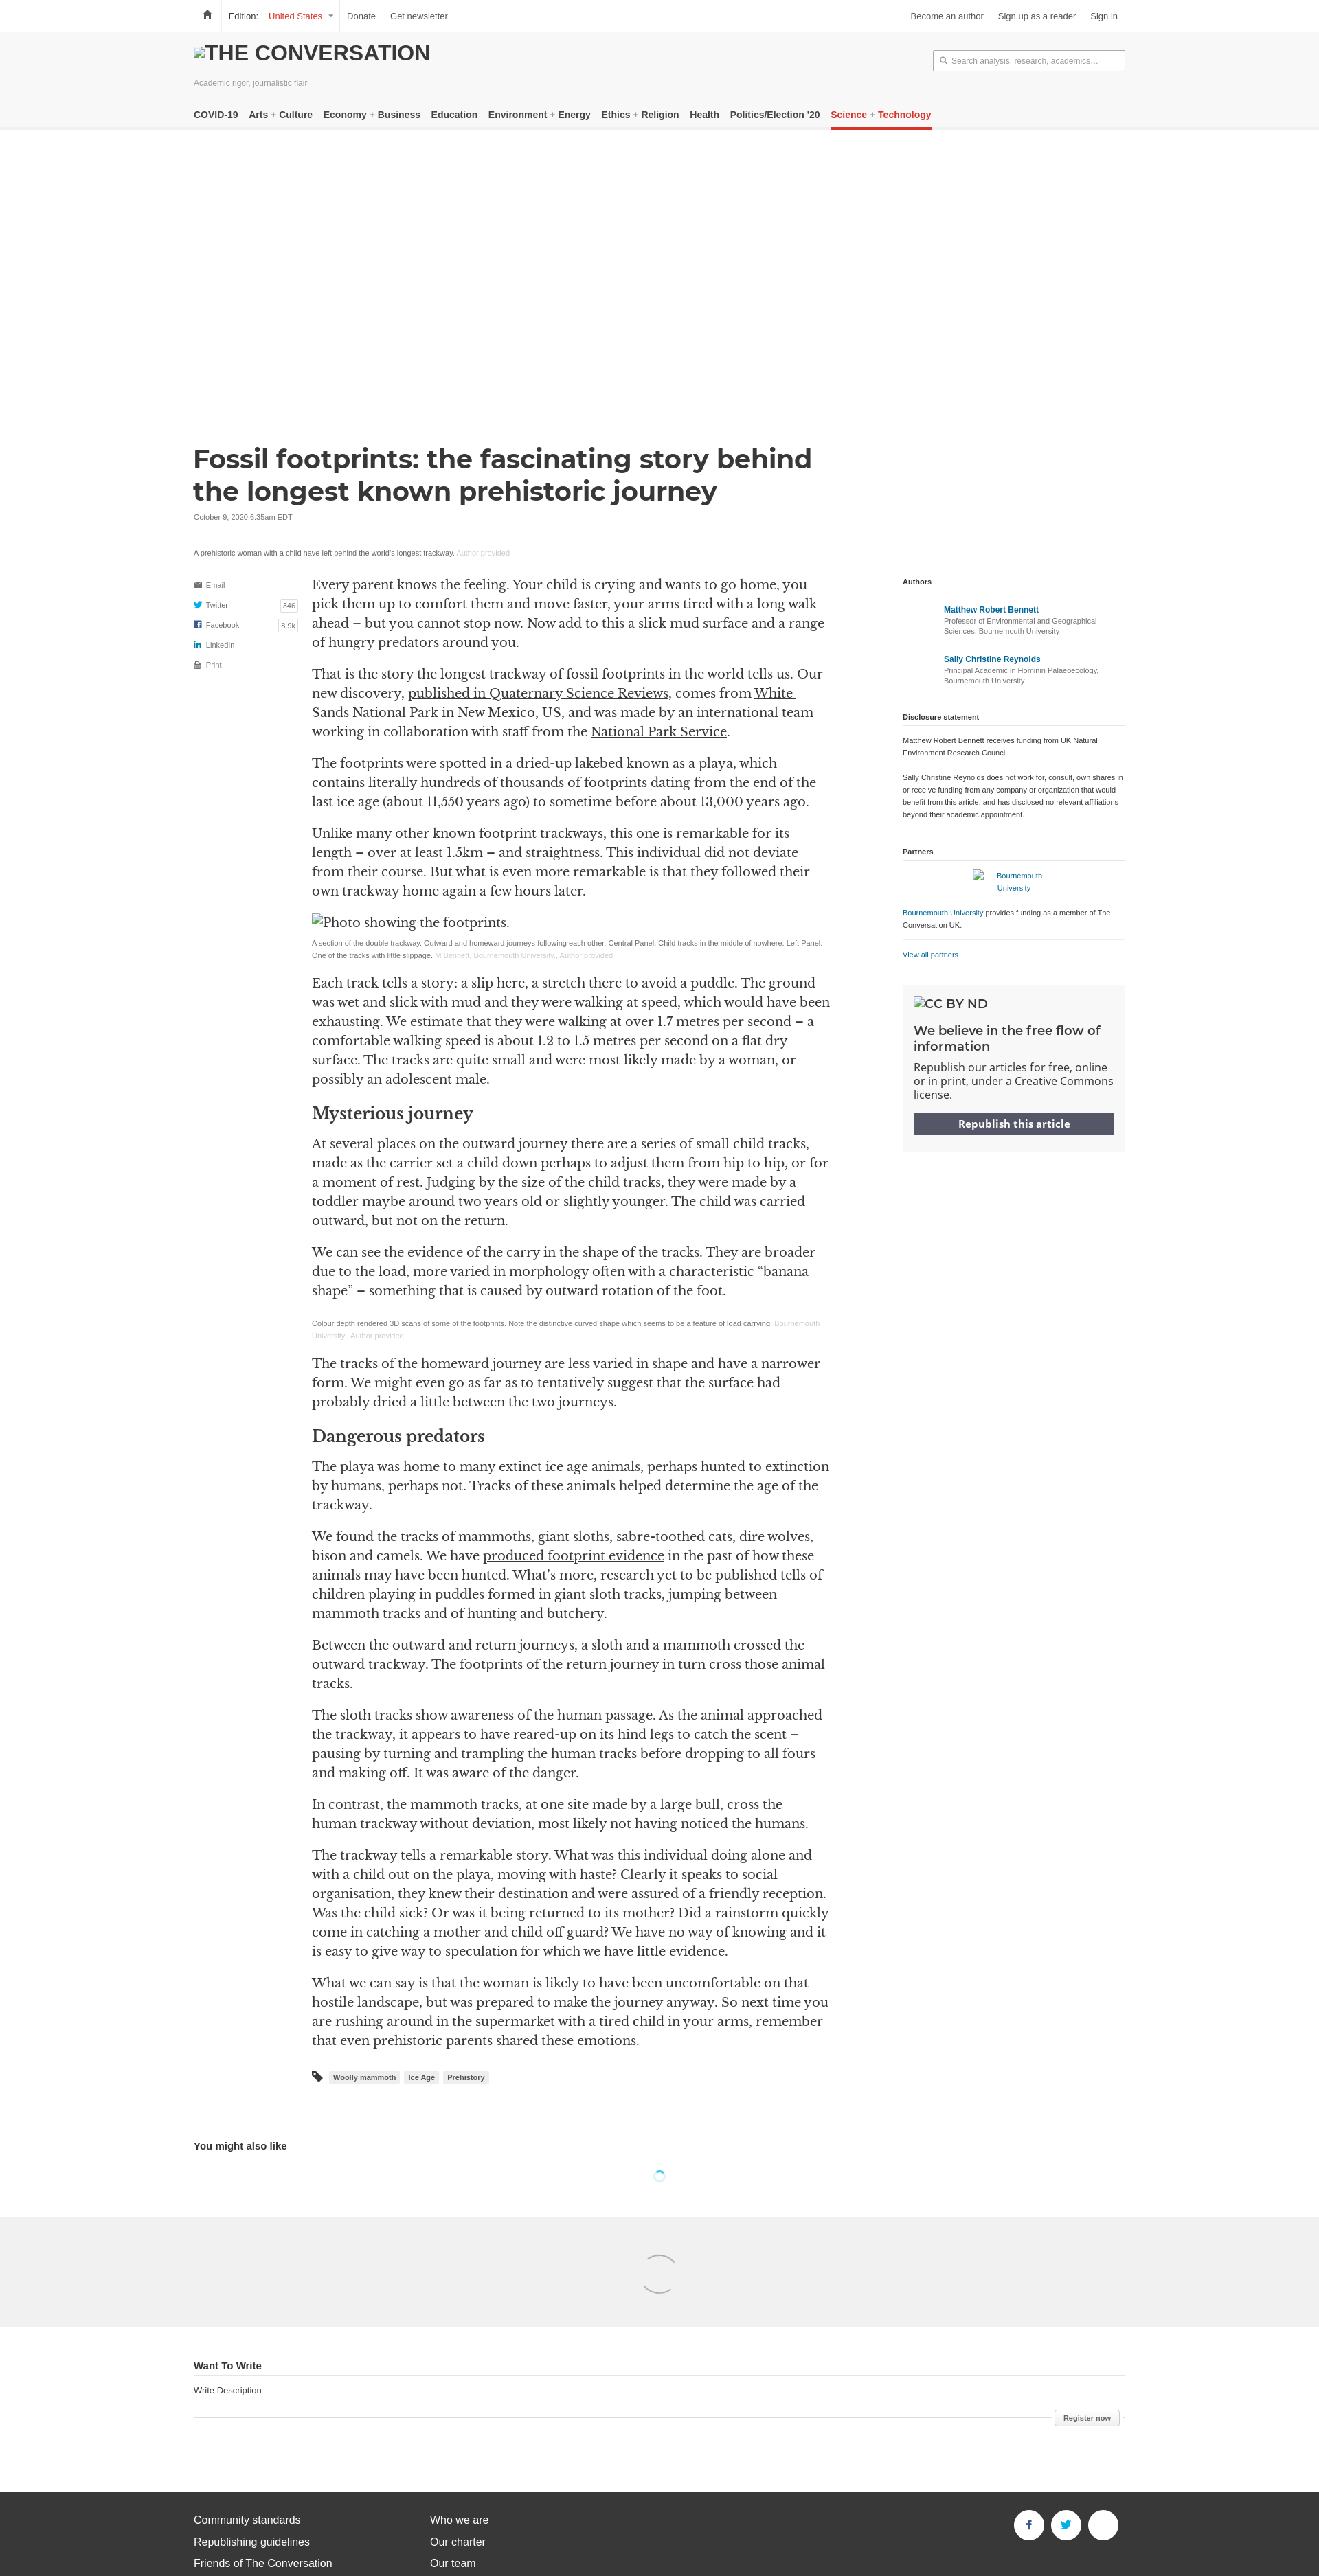 Edition: United States Donate Get newsletter Become an author Sign up as a reader Sign in
THE CONVERSATION
Search analysis, research, academics…
Academic rigor, journalistic flair
COVID-19 Arts + Culture Economy + Business Education Environment + Energy Ethics + Religion Health Politics/Election '20 Science + Technology
Fossil footprints: the fascinating story behind
the longest known prehistoric journey
October 9, 2020 6.35am EDT
A prehistoric woman with a child have left behind the world's longest trackway. Author provided
Email
Twitter 346
Facebook 8.9k
LinkedIn
Print
Every parent knows the feeling. Your child is crying and wants to go home, you
pick them up to comfort them and move faster, your arms tired with a long walk
ahead – but you cannot stop now. Now add to this a slick mud surface and a range
of hungry predators around you.
That is the story the longest trackway of fossil footprints in the world tells us. Our
new discovery, published in Quaternary Science Reviews, comes from White
Sands National Park in New Mexico, US, and was made by an international team
working in collaboration with staff from the National Park Service.
The footprints were spotted in a dried-up lakebed known as a playa, which
contains literally hundreds of thousands of footprints dating from the end of the
last ice age (about 11,550 years ago) to sometime before about 13,000 years ago.
Unlike many other known footprint trackways, this one is remarkable for its
length – over at least 1.5km – and straightness. This individual did not deviate
from their course. But what is even more remarkable is that they followed their
own trackway home again a few hours later.
Photo showing the footprints.
A section of the double trackway. Outward and homeward journeys following each other. Central Panel: Child tracks in the middle of nowhere. Left Panel:
One of the tracks with little slippage. M Bennett, Bournemouth University., Author provided
Each track tells a story: a slip here, a stretch there to avoid a puddle. The ground
was wet and slick with mud and they were walking at speed, which would have been
exhausting. We estimate that they were walking at over 1.7 metres per second – a
comfortable walking speed is about 1.2 to 1.5 metres per second on a flat dry
surface. The tracks are quite small and were most likely made by a woman, or
possibly an adolescent male.
Mysterious journey
At several places on the outward journey there are a series of small child tracks,
made as the carrier set a child down perhaps to adjust them from hip to hip, or for
a moment of rest. Judging by the size of the child tracks, they were made by a
toddler maybe around two years old or slightly younger. The child was carried
outward, but not on the return.
We can see the evidence of the carry in the shape of the tracks. They are broader
due to the load, more varied in morphology often with a characteristic “banana
shape” – something that is caused by outward rotation of the foot.
Colour depth rendered 3D scans of some of the footprints. Note the distinctive curved shape which seems to be a feature of load carrying. Bournemouth
University., Author provided
The tracks of the homeward journey are less varied in shape and have a narrower
form. We might even go as far as to tentatively suggest that the surface had
probably dried a little between the two journeys.
Dangerous predators
The playa was home to many extinct ice age animals, perhaps hunted to extinction
by humans, perhaps not. Tracks of these animals helped determine the age of the
trackway.
We found the tracks of mammoths, giant sloths, sabre-toothed cats, dire wolves,
bison and camels. We have produced footprint evidence in the past of how these
animals may have been hunted. What’s more, research yet to be published tells of
children playing in puddles formed in giant sloth tracks, jumping between
mammoth tracks and of hunting and butchery.
Between the outward and return journeys, a sloth and a mammoth crossed the
outward trackway. The footprints of the return journey in turn cross those animal
tracks.
The sloth tracks show awareness of the human passage. As the animal approached
the trackway, it appears to have reared-up on its hind legs to catch the scent –
pausing by turning and trampling the human tracks before dropping to all fours
and making off. It was aware of the danger.
In contrast, the mammoth tracks, at one site made by a large bull, cross the
human trackway without deviation, most likely not having noticed the humans.
The trackway tells a remarkable story. What was this individual doing alone and
with a child out on the playa, moving with haste? Clearly it speaks to social
organisation, they knew their destination and were assured of a friendly reception.
Was the child sick? Or was it being returned to its mother? Did a rainstorm quickly
come in catching a mother and child off guard? We have no way of knowing and it
is easy to give way to speculation for which we have little evidence.
What we can say is that the woman is likely to have been uncomfortable on that
hostile landscape, but was prepared to make the journey anyway. So next time you
are rushing around in the supermarket with a tired child in your arms, remember
that even prehistoric parents shared these emotions.
Woolly mammoth Ice Age Prehistory
Authors
Matthew Robert Bennett
Professor of Environmental and Geographical
Sciences, Bournemouth University
Sally Christine Reynolds
Principal Academic in Hominin Palaeoecology,
Bournemouth University
Disclosure statement
Matthew Robert Bennett receives funding from UK Natural
Environment Research Council.
Sally Christine Reynolds does not work for, consult, own shares in
or receive funding from any company or organization that would
benefit from this article, and has disclosed no relevant affiliations
beyond their academic appointment.
Partners
Bournemouth
University
Bournemouth University provides funding as a member of The
Conversation UK.
View all partners
CC BY ND
We believe in the free flow of
information
Republish our articles for free, online
or in print, under a Creative Commons
license.
Republish this article
You might also like
Want To Write
Write Description
Register now
Community standards
Republishing guidelines
Friends of The Conversation
Who we are
Our charter
Our team